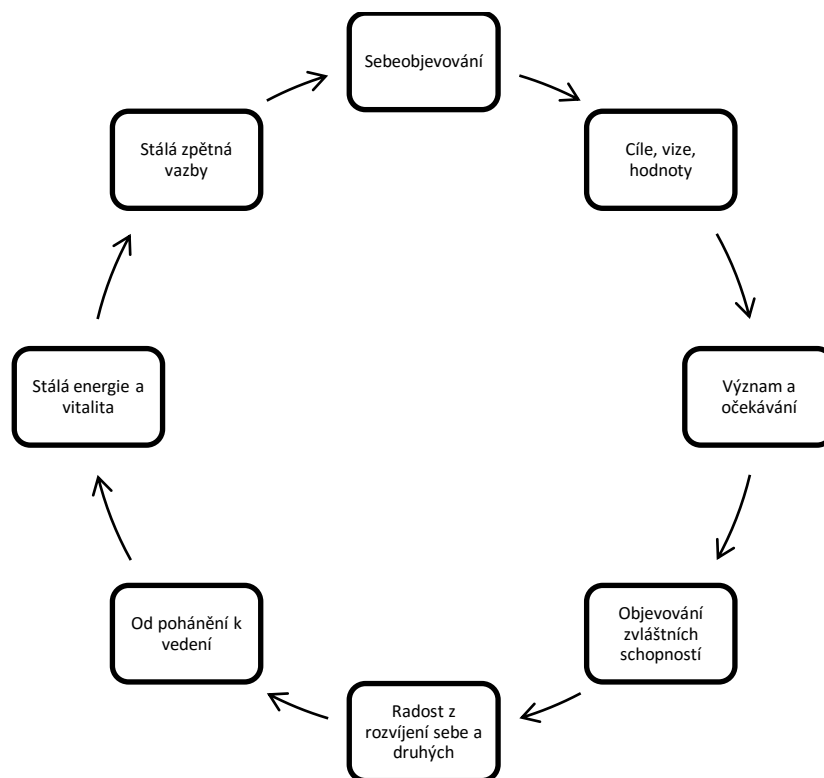 Sebeobjevování
Cíle, vize,
hodnoty
Význam a
očekávání
Objevování
zvláštních
schopností
Radost z
rozvíjení sebe a
druhých
Od pohánění k
vedení
Stálá energie a
vitalita
Stálá zpětná
vazby